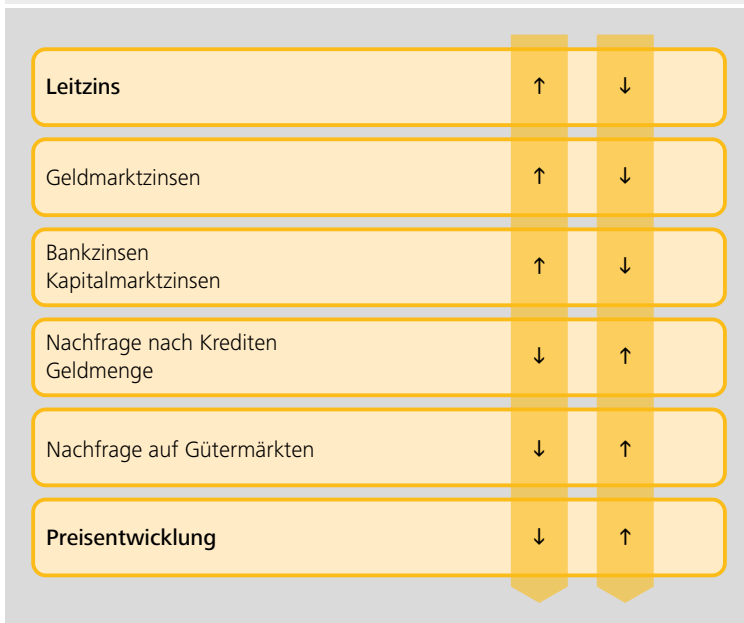 Leitzins ↑ ↓
Geldmarktzinsen ↑ ↓
Bankzinsen
Kapitalmarktzinsen ↑ ↓
Nachfrage nach Krediten
Geldmenge ↓ ↑
Nachfrage auf Gütermärkten ↓ ↑
Preisentwicklung ↓ ↑